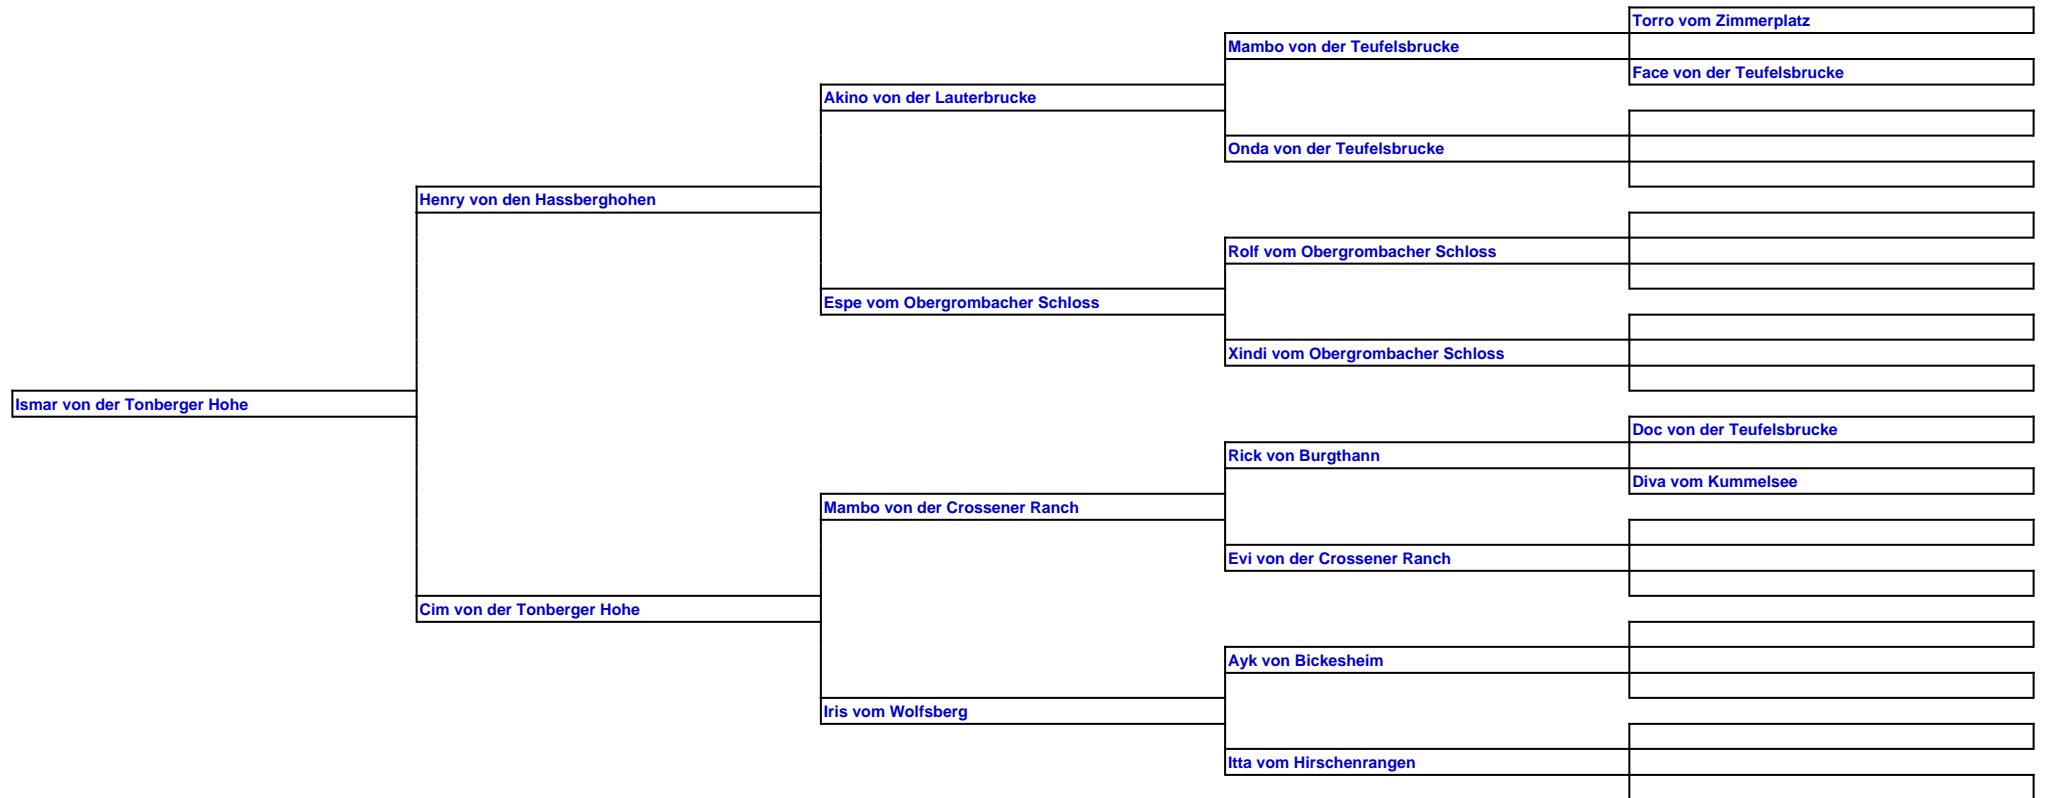 Torro vom Zimmerplatz
Mambo von der Teufelsbrucke
Face von der Teufelsbrucke
Akino von der Lauterbrucke
Onda von der Teufelsbrucke
Henry von den Hassberghohen
Rolf vom Obergrombacher Schloss
Espe vom Obergrombacher Schloss
Xindi vom Obergrombacher Schloss
Ismar von der Tonberger Hohe
Doc von der Teufelsbrucke
Rick von Burgthann
Diva vom Kummelsee
Mambo von der Crossener Ranch
Evi von der Crossener Ranch
Cim von der Tonberger Hohe
Ayk von Bickesheim
Iris vom Wolfsberg
Itta vom Hirschenrangen